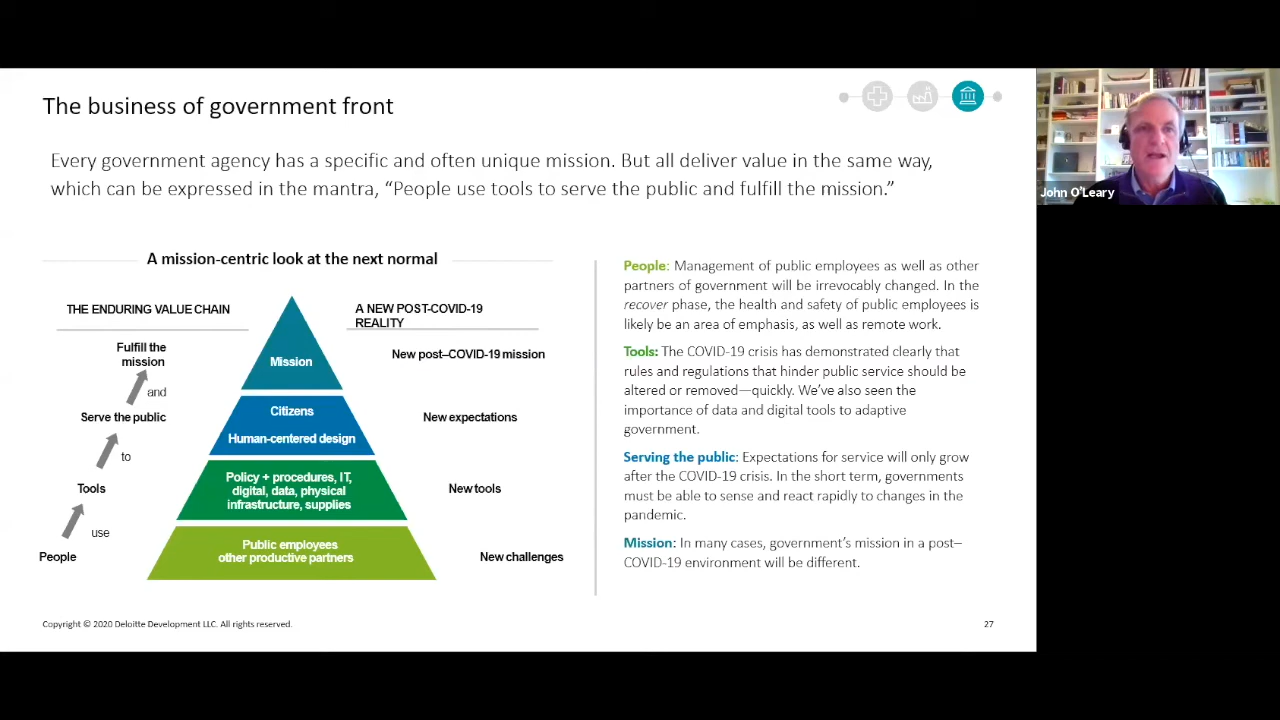 The business of government front
Every government agency has a specific and often unique mission. But all deliver value in the same way,
which can be expressed in the mantra, “People use tools to serve the public and fulfill the mission.”
A mission-centric look at the next normal
THE ENDURING VALUE CHAIN
Fulfill the
mission
and
Serve the public
to
Tools
use
People
Mission
Citizens
Human-centered design
Policy + procedures, IT,
digital, data, physical
infrastructure, supplies
Public employees
other productive partners
A NEW POST-COVID-19
REALITY
New post–COVID-19 mission
New expectations
New tools
New challenges
People: Management of public employees as well as other
partners of government will be irrevocably changed. In the
recover phase, the health and safety of public employees is
likely be an area of emphasis, as well as remote work.
Tools: The COVID-19 crisis has demonstrated clearly that
rules and regulations that hinder public service should be
altered or removed—quickly. We’ve also seen the
importance of data and digital tools to adaptive
government.
Serving the public: Expectations for service will only grow
after the COVID-19 crisis. In the short term, governments
must be able to sense and react rapidly to changes in the
pandemic.
Mission: In many cases, government’s mission in a post–
COVID-19 environment will be different.
Copyright © 2020 Deloitte Development LLC. All rights reserved.
27
John O'Leary